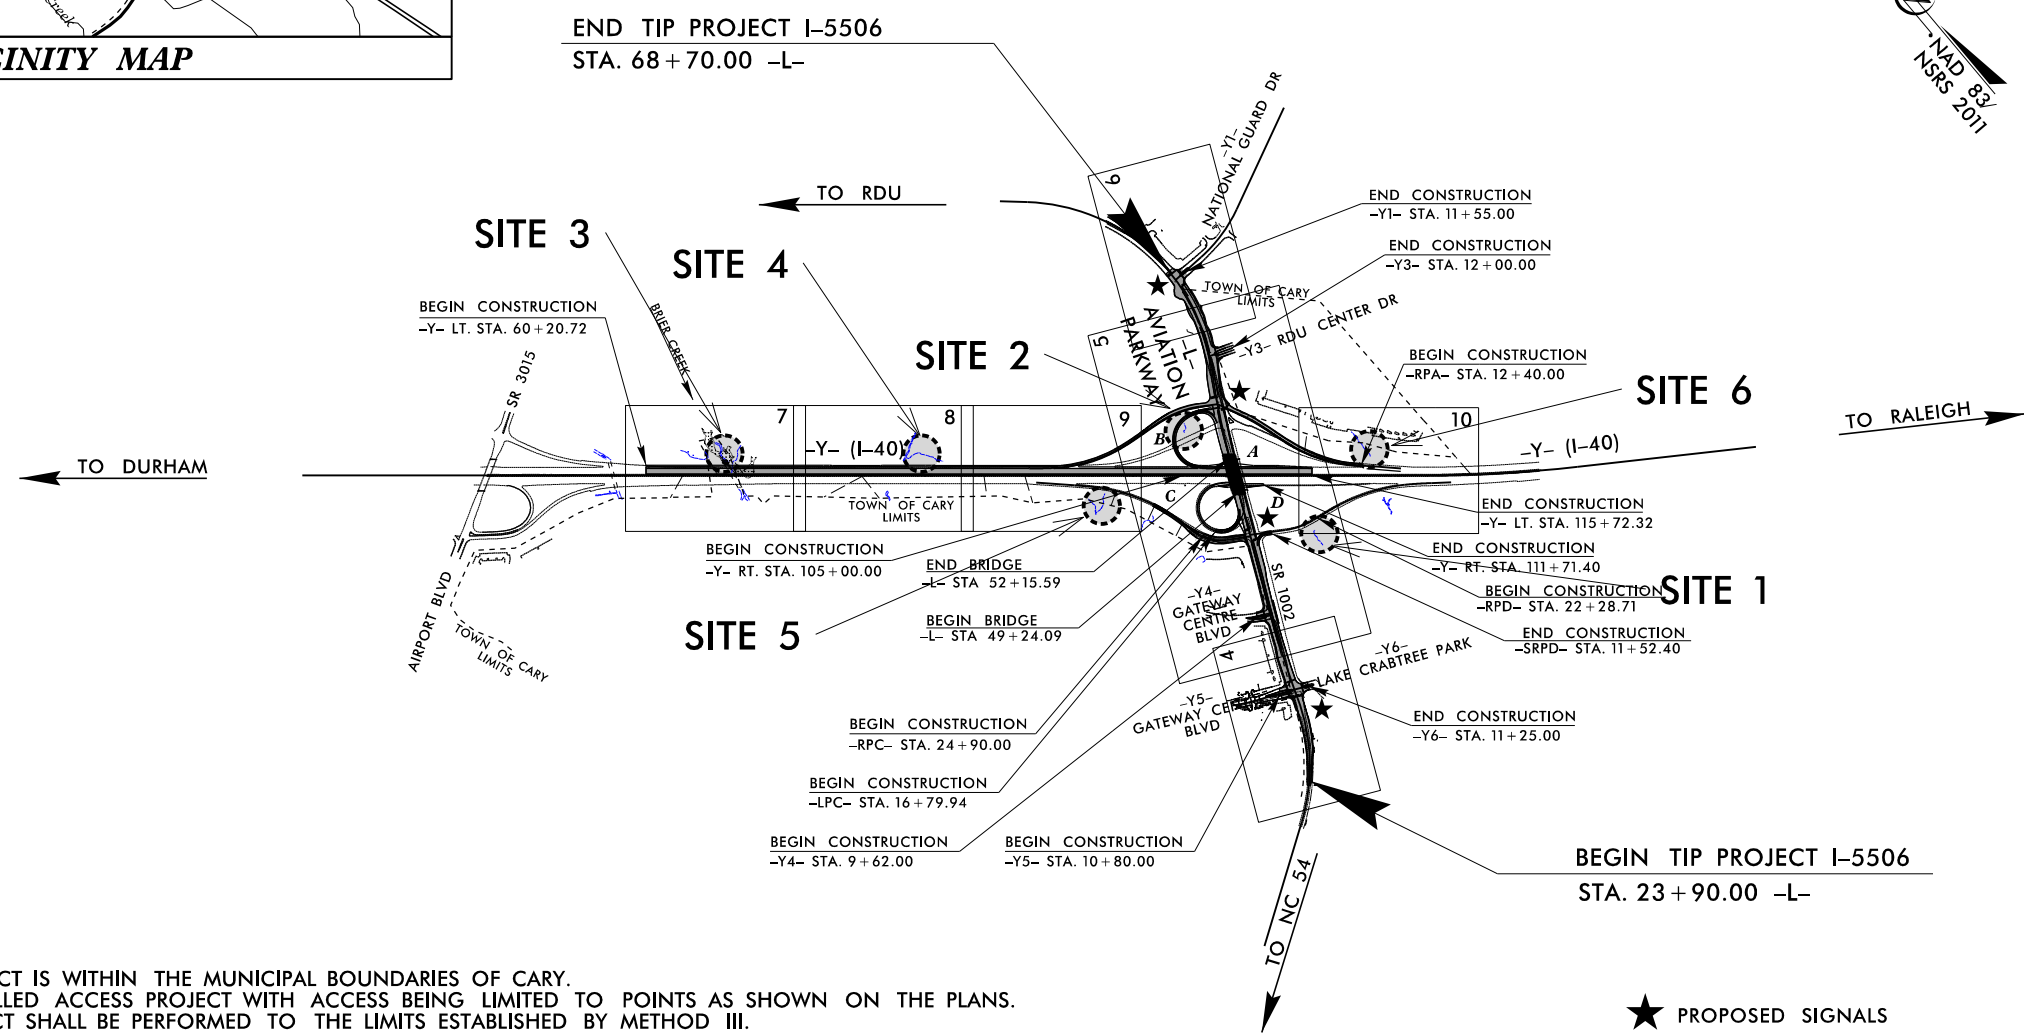 Creek
CINITY MAP
END TIP PROJECT I–5506
STA. 68+70.00 –L–
NAD 83/
NSRS 2011
TO RDU
–Y1–
NATIONAL GUARD DR
6
END CONSTRUCTION
–Y1– STA. 11+55.00
SITE 3
SITE 4
END CONSTRUCTION
–Y3– STA. 12+00.00
BEGIN CONSTRUCTION
–Y– LT. STA. 60+20.72
BRIER CREEK
TOWN OF CARY
LIMITS
AVIATION
PARKWAY
–L–
–Y3– RDU CENTER DR
5
SITE 2
SR 3015
BEGIN CONSTRUCTION
–RPA– STA. 12+40.00
SITE 6
7
8
9
10
TO RALEIGH
–Y– (I–40)
B
A
–Y– (I–40)
TO DURHAM
C
D
TOWN OF CARY
LIMITS
END CONSTRUCTION
–Y– LT. STA. 115+72.32
BEGIN CONSTRUCTION
–Y– RT. STA. 105+00.00
END BRIDGE
–L– STA 52+15.59
END CONSTRUCTION
–Y– RT. STA. 111+71.40
SITE 1
BEGIN CONSTRUCTION
–RPD– STA. 22+28.71
AIRPORT BLVD
TOWN OF CARY
LIMITS
SITE 5
BEGIN BRIDGE
–L– STA 49+24.09
–Y4–
GATEWAY
CENTRE
BLVD
SR 1002
END CONSTRUCTION
–SRPD– STA. 11+52.40
4
–Y6–
LAKE CRABTREE PARK
–Y5–
GATEWAY CENTRE
BLVD
BEGIN CONSTRUCTION
–RPC– STA. 24+90.00
END CONSTRUCTION
–Y6– STA. 11+25.00
BEGIN CONSTRUCTION
–LPC– STA. 16+79.94
BEGIN CONSTRUCTION
–Y4– STA. 9+62.00
BEGIN CONSTRUCTION
–Y5– STA. 10+80.00
BEGIN TIP PROJECT I–5506
STA. 23+90.00 –L–
TO NC 54
CT IS WITHIN THE MUNICIPAL BOUNDARIES OF CARY.
LLED ACCESS PROJECT WITH ACCESS BEING LIMITED TO POINTS AS SHOWN ON THE PLANS.
CT SHALL BE PERFORMED TO THE LIMITS ESTABLISHED BY METHOD III.
PROPOSED SIGNALS